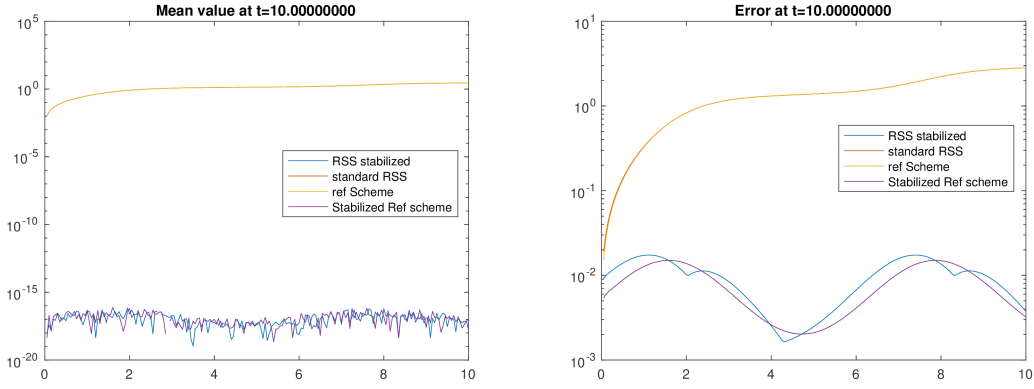 Mean value at t=10.00000000
10^5
10^0
10^-5
10^-10
10^-15
10^-20
0 2 4 6 8 10
RSS stabilized
standard RSS
ref Scheme
Stabilized Ref scheme
Error at t=10.00000000
10^1
10^0
10^-1
10^-2
10^-3
0 2 4 6 8 10
RSS stabilized
standard RSS
ref Scheme
Stabilized Ref scheme